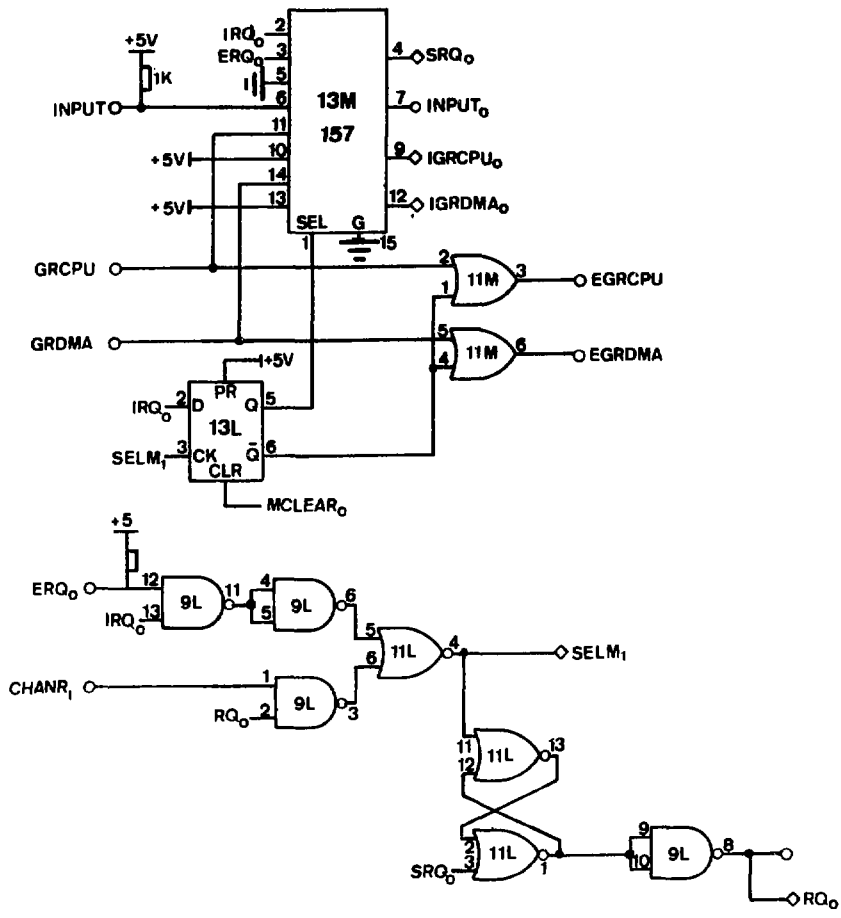 IRQ₀ 2
ERQ₀ 3
5
+5V
1K
INPUT 6
11
+5V 10
14
+5V 13
13M
157
SEL G
1 15
4 SRQ₀
7 INPUT₀
9 IGRCPU₀
12 IGRDMA₀
GRCPU
2
1 11M 3 EGRCPU
GRDMA
5
4 11M 6 EGRDMA
+5V
PR
IRQ₀ 2 D Q 5
13L
SELM₁ 3 CK Q̄ 6
CLR
MCLEAR₀
+5
ERQ₀ 12
IRQ₀ 13 9L 11
4
5 9L 6
5
6 11L 4 SELM₁
CHANR₁ 1
RQ₀ 2 9L 3
11
12 11L 13
2
SRQ₀ 3 11L 1
9
10 9L 8
RQ₀